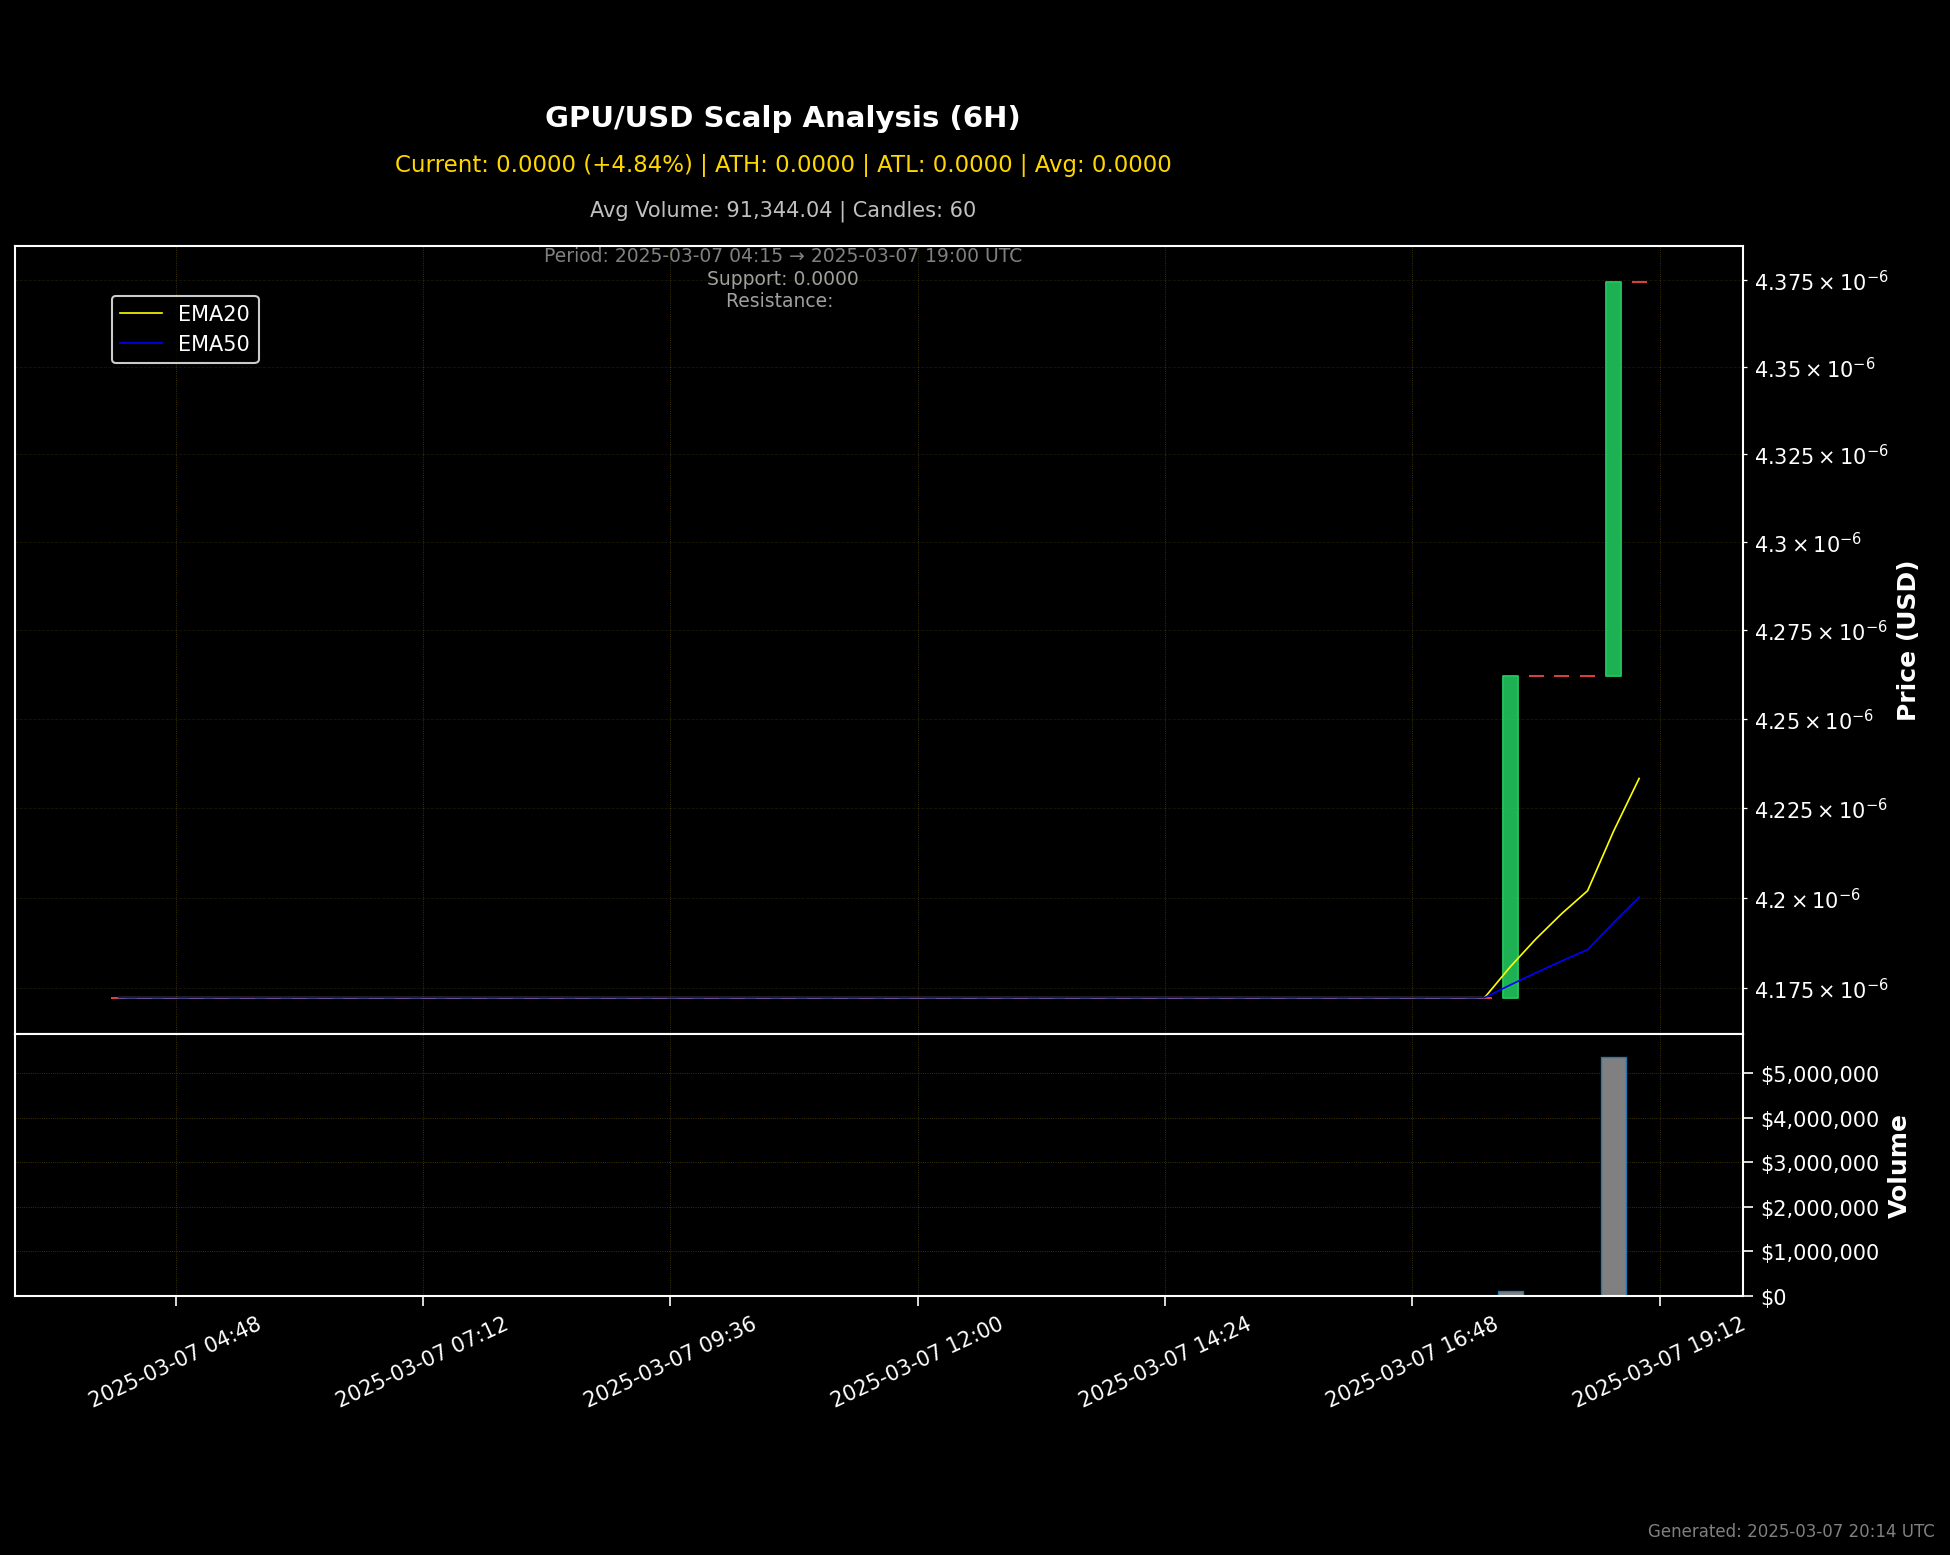 GPU/USD Scalp Analysis (6H)
Current: 0.0000 (+4.84%) | ATH: 0.0000 | ATL: 0.0000 | Avg: 0.0000
Avg Volume: 91,344.04 | Candles: 60
Period: 2025-03-07 04:15 → 2025-03-07 19:00 UTC
Support: 0.0000
Resistance:
EMA20
EMA50
4.375 × 10⁻⁶
4.35 × 10⁻⁶
4.325 × 10⁻⁶
4.3 × 10⁻⁶
4.275 × 10⁻⁶
4.25 × 10⁻⁶
4.225 × 10⁻⁶
4.2 × 10⁻⁶
4.175 × 10⁻⁶
Price (USD)
$5,000,000
$4,000,000
$3,000,000
$2,000,000
$1,000,000
$0
Volume
2025-03-07 04:48
2025-03-07 07:12
2025-03-07 09:36
2025-03-07 12:00
2025-03-07 14:24
2025-03-07 16:48
2025-03-07 19:12
Generated: 2025-03-07 20:14 UTC